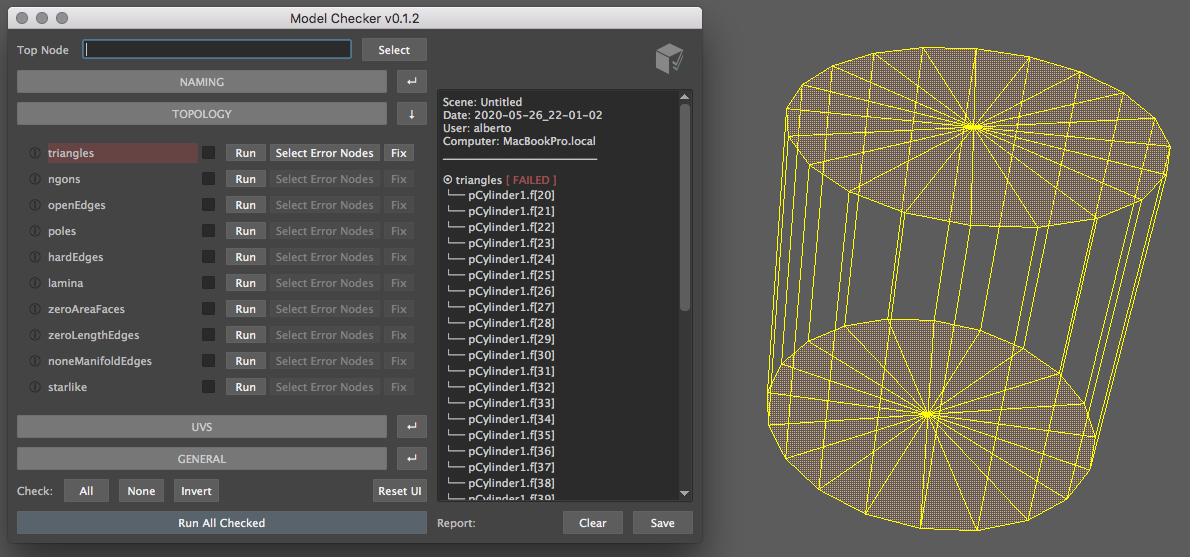 Model Checker v0.1.2
Top Node Select
NAMING
TOPOLOGY
triangles Run Select Error Nodes Fix
ngons Run Select Error Nodes Fix
openEdges Run Select Error Nodes Fix
poles Run Select Error Nodes Fix
hardEdges Run Select Error Nodes Fix
lamina Run Select Error Nodes Fix
zeroAreaFaces Run Select Error Nodes Fix
zeroLengthEdges Run Select Error Nodes Fix
noneManifoldEdges Run Select Error Nodes Fix
starlike Run Select Error Nodes Fix
UVS
GENERAL
Check: All None Invert Reset UI
Run All Checked
Scene: Untitled
Date: 2020-05-26_22-01-02
User: alberto
Computer: MacBookPro.local
triangles [ FAILED ]
pCylinder1.f[20]
pCylinder1.f[21]
pCylinder1.f[22]
pCylinder1.f[23]
pCylinder1.f[24]
pCylinder1.f[25]
pCylinder1.f[26]
pCylinder1.f[27]
pCylinder1.f[28]
pCylinder1.f[29]
pCylinder1.f[30]
pCylinder1.f[31]
pCylinder1.f[32]
pCylinder1.f[33]
pCylinder1.f[34]
pCylinder1.f[35]
pCylinder1.f[36]
pCylinder1.f[37]
pCylinder1.f[38]
pCylinder1.f[39]
Report: Clear Save